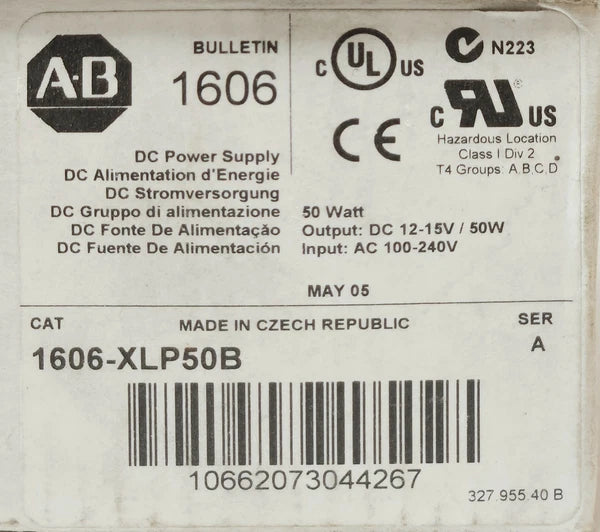 A-B
BULLETIN
1606
C UL US
N223
C UR US
CE
Hazardous Location
Class I Div 2
T4 Groups: A,B,C,D
DC Power Supply
DC Alimentation d'Energie
DC Stromversorgung
DC Gruppo di alimentazione
DC Fonte De Alimentação
DC Fuente De Alimentación
50 Watt
Output: DC 12-15V / 50W
Input: AC 100-240V
MAY 05
CAT
MADE IN CZECH REPUBLIC
SER
1606-XLP50B
A
10662073044267
327.955.40 B